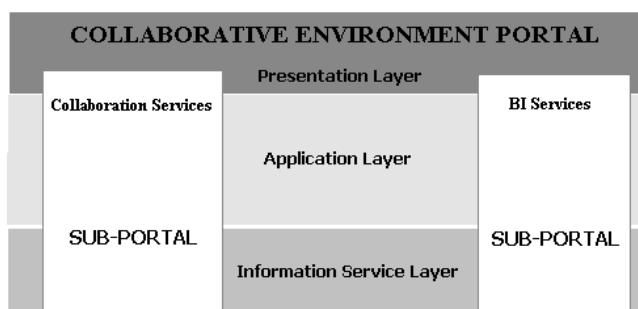 COLLABORATIVE ENVIRONMENT PORTAL
Presentation Layer
Collaboration Services
BI Services
Application Layer
SUB-PORTAL
SUB-PORTAL
Information Service Layer